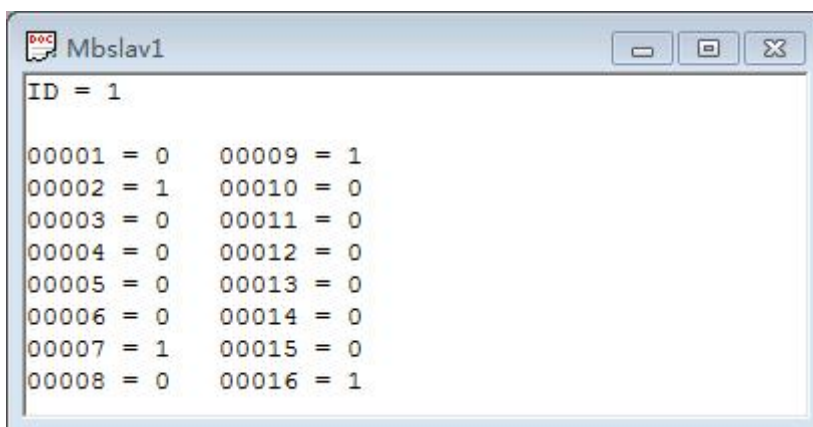 Mbslav1
ID = 1
00001 = 0   00009 = 1
00002 = 1   00010 = 0
00003 = 0   00011 = 0
00004 = 0   00012 = 0
00005 = 0   00013 = 0
00006 = 0   00014 = 0
00007 = 1   00015 = 0
00008 = 0   00016 = 1